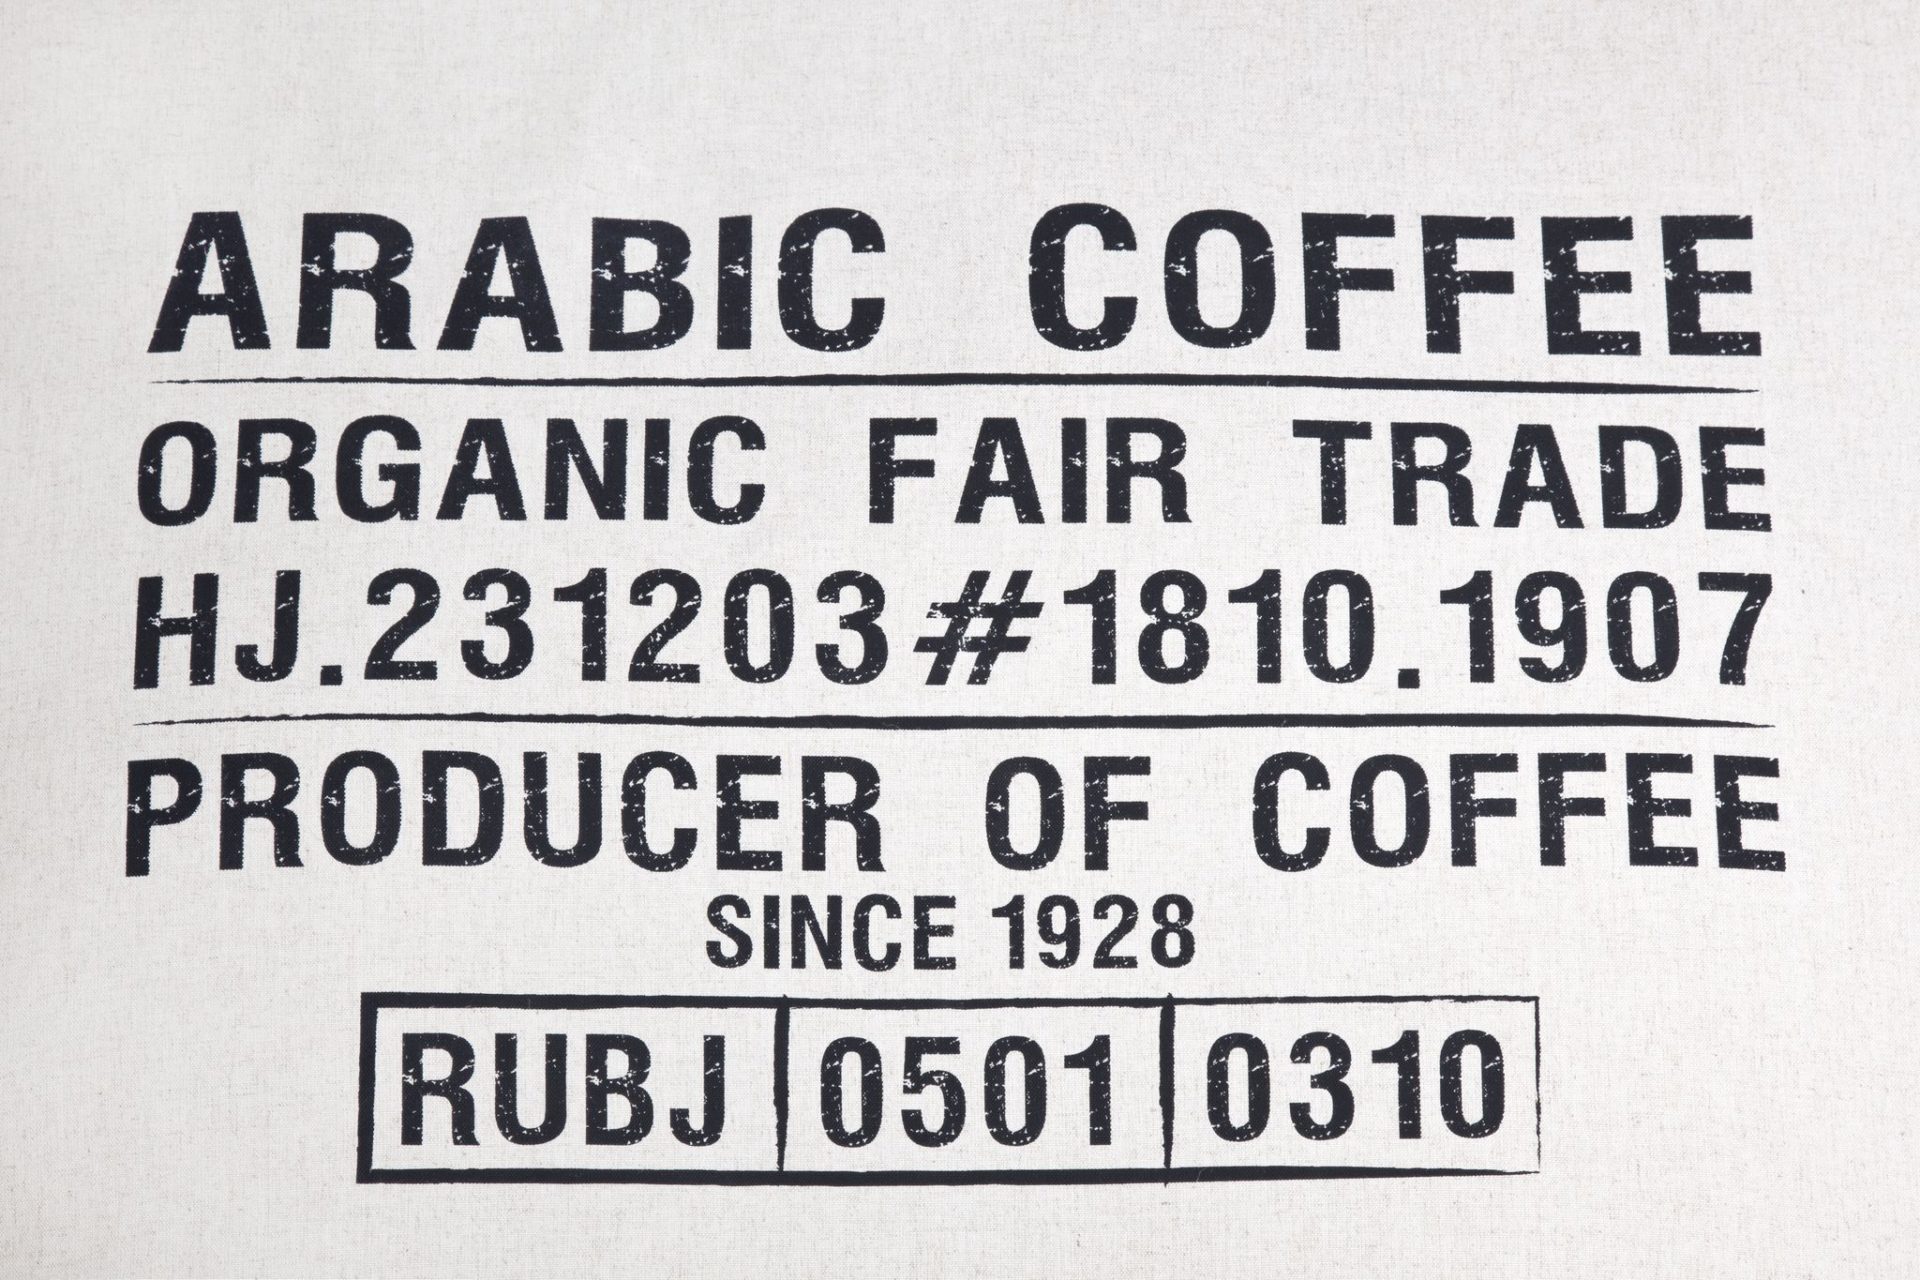 ARABIC COFFEE
ORGANIC FAIR TRADE
HJ.231203#1810.1907
PRODUCER OF COFFEE
SINCE 1928
RUBJ 0501 0310